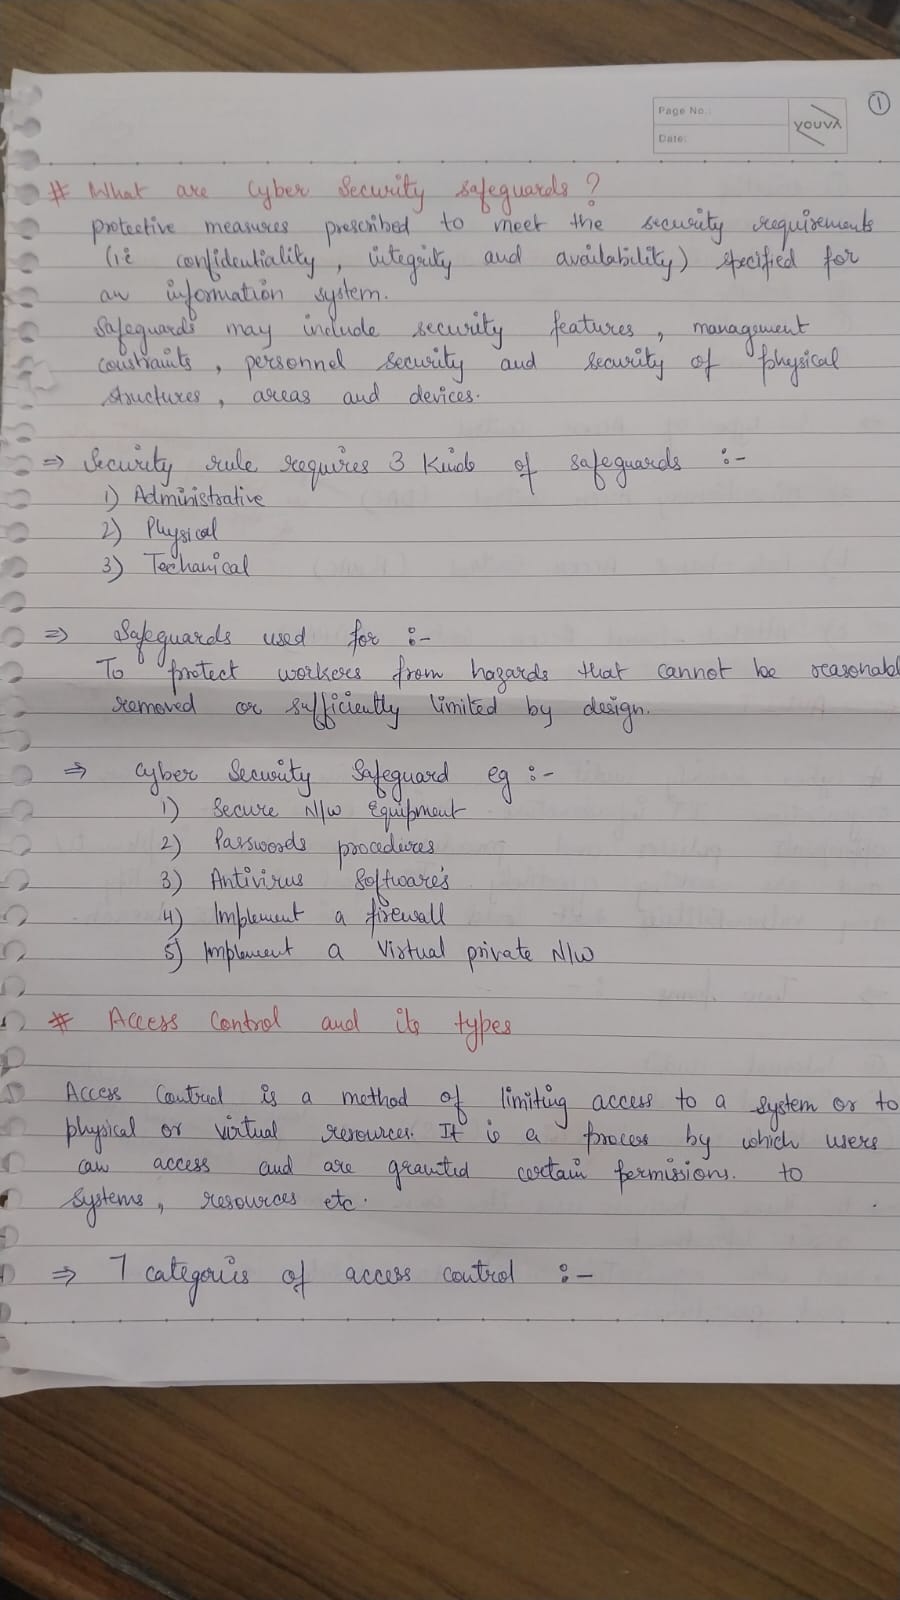 Page No.:
Date:
YOUVA
1
# What are Cyber Security safeguards?
protective measures prescribed to meet the security requirements
(i.e confidentiality, integrity and availability) specified for
an information system.
Safeguards may include security features, management
constraints, personnel security and security of physical
structures, areas and devices.
⇒ Security rule requires 3 kinds of safeguards :-
1) Administrative
2) Physical
3) Techanical
⇒ Safeguards used for :-
To protect workers from hazards that cannot be reasonabl
removed or sufficiently limited by design.
⇒ Cyber Security Safeguard eg :-
1) Secure N/w Equipment
2) Passwords procedures
3) Antivirus Software's
4) Implement a firewall
5) Implement a Virtual private N/W
# Access Control and its types
Access Control is a method of limiting access to a system or to
physical or virtual resources. It is a process by which users
can access and are granted certain permissions. to
systems, resources etc.
⇒ 7 categories of access control :-